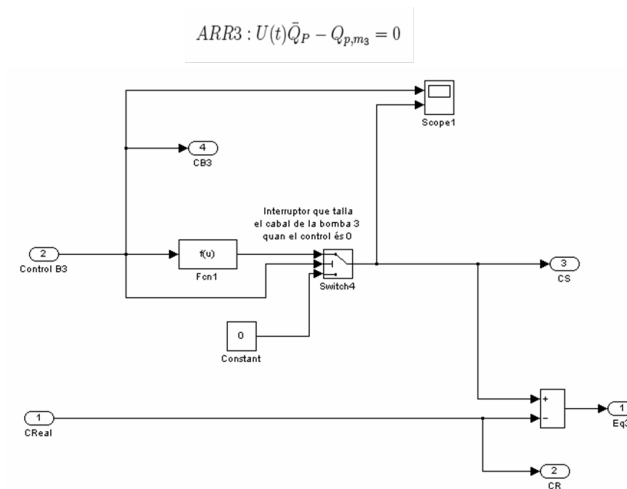 ARR3 : U(t)Q̄_P − Q_{p,m_3} = 0
Scope1
4
CB3
Interruptor que talla
el cabal de la bomba 3
quan el control és 0
2
Control B3
f(u)
Fcn1
Switch4
3
CS
0
Constant
1
CReal
+
−
1
Eq3
2
CR